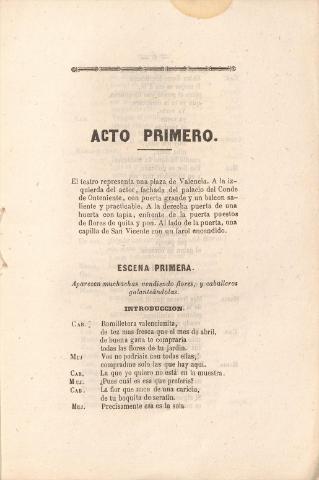 ACTO PRIMERO.
El teatro representa una plaza de Valencia. A la iz-
quierda del actor, fachada del palacio del Conde
de Onteniente, con puerta grande y un balcon sa-
liente y practicable. A la derecha puerta de una
huerta con tapia, enfrente de la puerta puestos
de flores de quita y pon. Al lado de la puerta, una
capilla de San Vicente con un farol encendido.
ESCENA PRIMERA.
Aparecen muchachas vendiendo flores, y caballeros
galanteándolas.
INTRODUCCION.
CAB. Ramilletera valencianita,
de tez mas fresca que el mes de abril,
de buena gana te compraria
todas las flores de tu jardin.
MUJ Vos no podriais con todas ellas,
compradme solo las que hay aqui.
CAB. La que yo quiero no está en la muestra.
MUJ. ¿Pues cuál es esa que preferis?
CAB. La flor que nace de una caricia,
de tu boquita de serafin.
MUJ. Precisamente esa es la sola